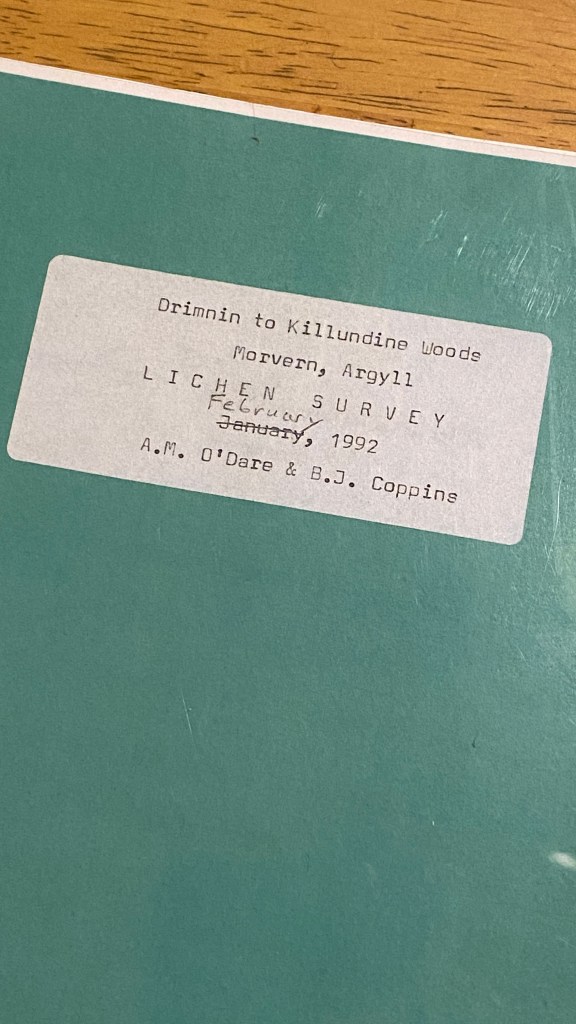 Drimnin to Killundine Woods
Morvern, Argyll
LICHEN SURVEY
February
January, 1992
A.M. O'Dare & B.J. Coppins